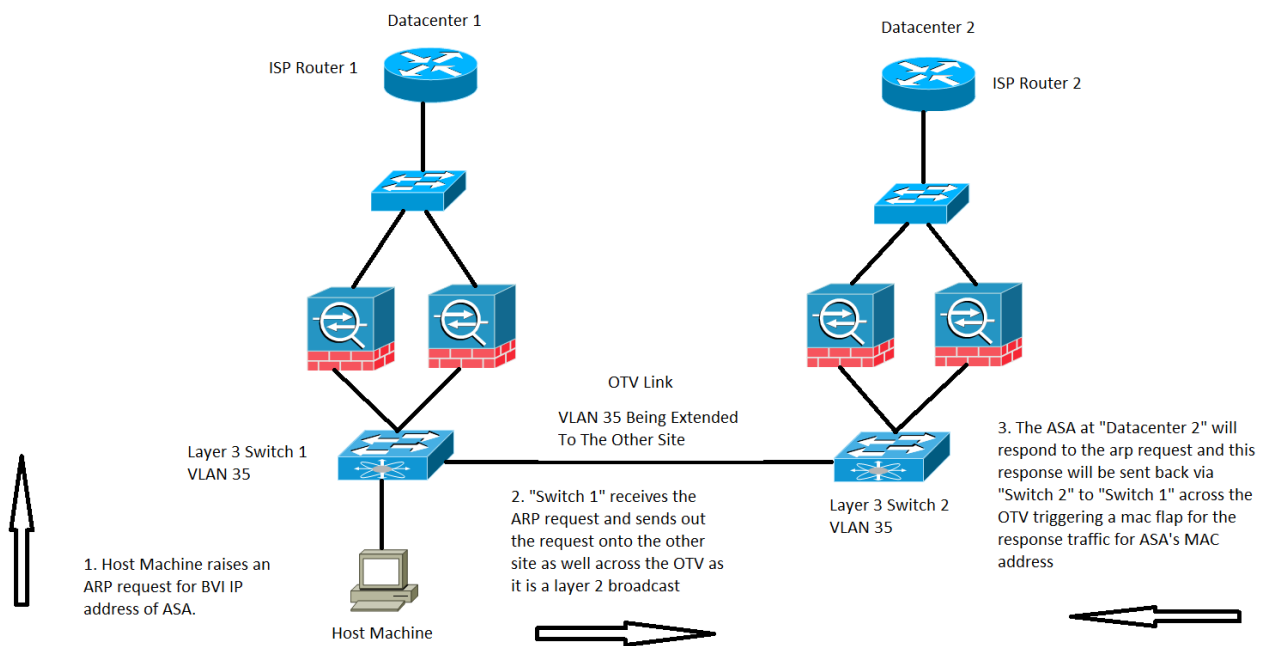 Datacenter 1
Datacenter 2
ISP Router 1
ISP Router 2
OTV Link
VLAN 35 Being Extended
To The Other Site
Layer 3 Switch 1
VLAN 35
3. The ASA at "Datacenter 2" will
respond to the arp request and this
response will be sent back via
"Switch 2" to "Switch 1" across the
OTV triggering a mac flap for the
response traffic for ASA's MAC
address
Layer 3 Switch 2
VLAN 35
2. "Switch 1" receives the
ARP request and sends out
the request onto the other
site as well across the OTV as
it is a layer 2 broadcast
1. Host Machine raises an
ARP request for BVI IP
address of ASA.
Host Machine